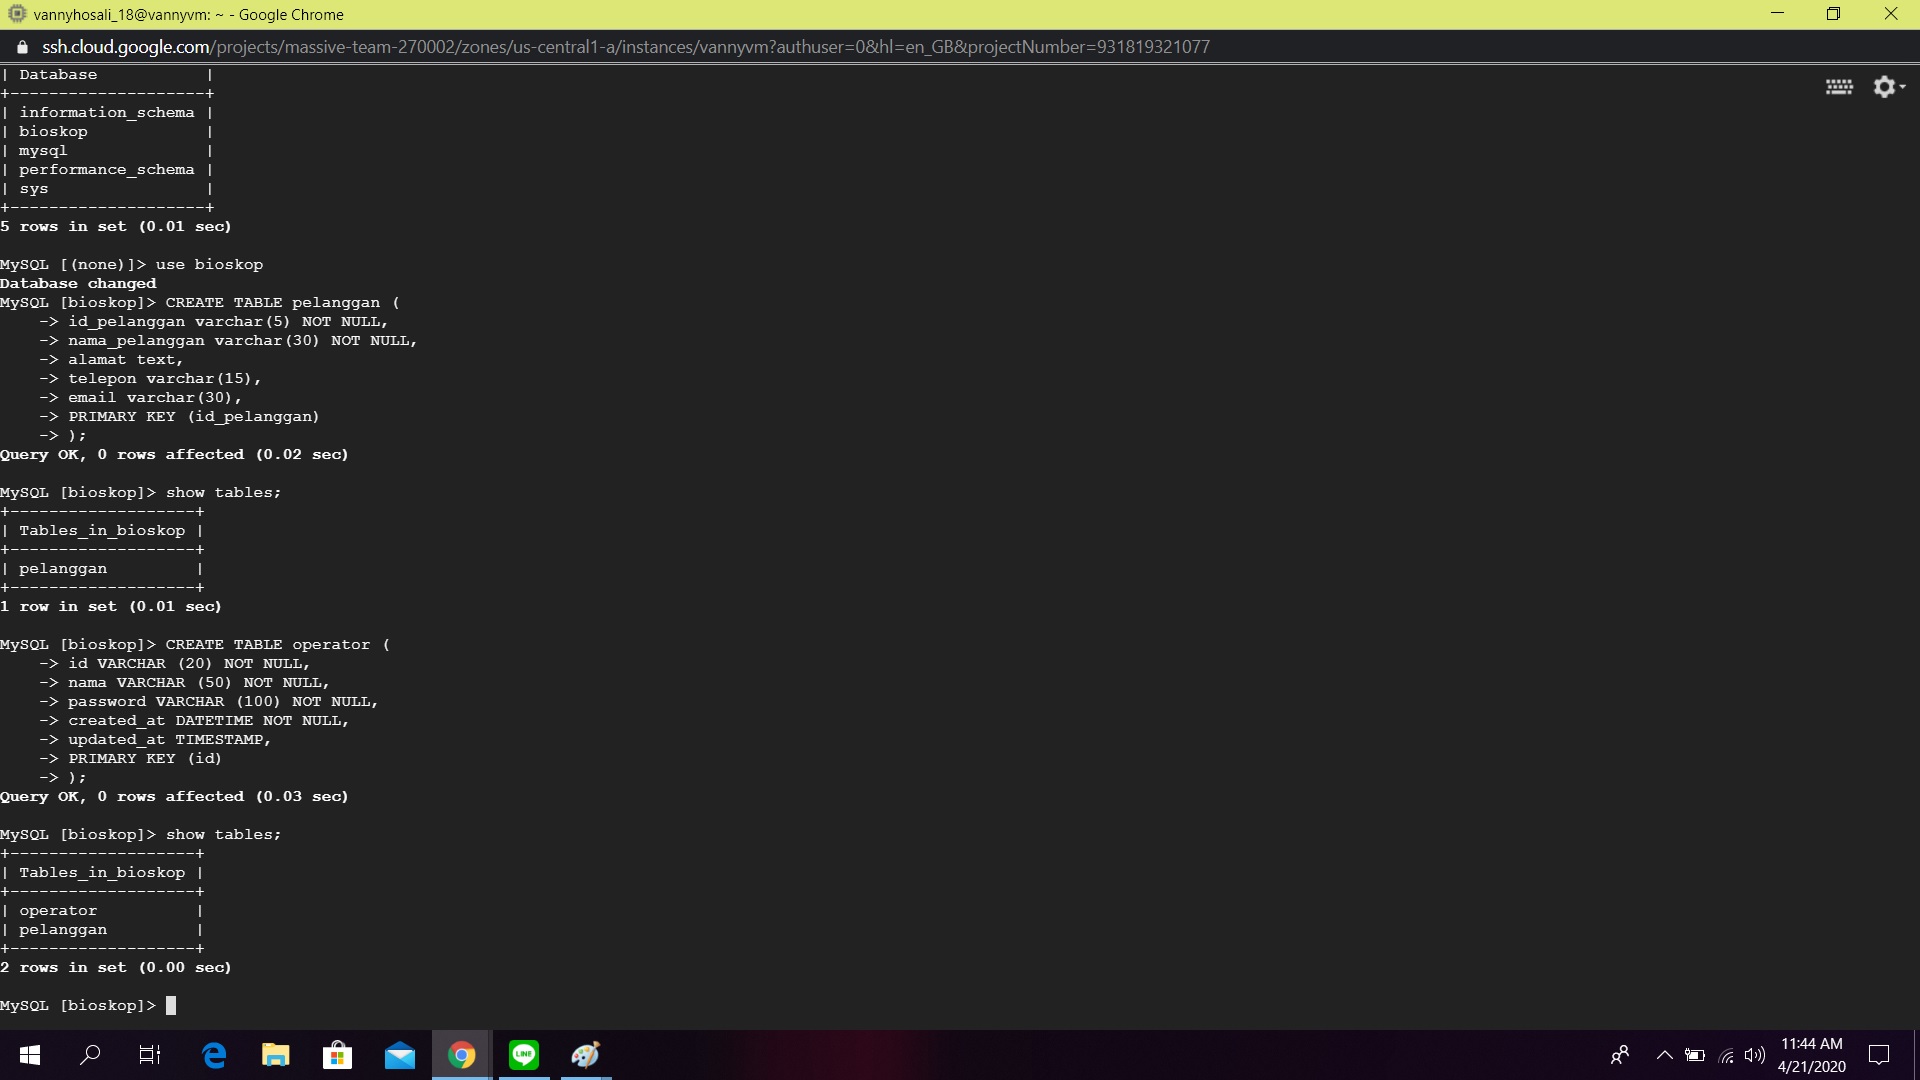 vannyhosali_18@vannyvm: ~ - Google Chrome
ssh.cloud.google.com/projects/massive-team-270002/zones/us-central1-a/instances/vannyvm?authuser=0&hl=en_GB&projectNumber=931819321077
| Database           |
+--------------------+
| information_schema |
| bioskop            |
| mysql              |
| performance_schema |
| sys                |
+--------------------+
5 rows in set (0.01 sec)
MySQL [(none)]> use bioskop
Database changed
MySQL [bioskop]> CREATE TABLE pelanggan (
    -> id_pelanggan varchar(5) NOT NULL,
    -> nama_pelanggan varchar(30) NOT NULL,
    -> alamat text,
    -> telepon varchar(15),
    -> email varchar(30),
    -> PRIMARY KEY (id_pelanggan)
    -> );
Query OK, 0 rows affected (0.02 sec)
MySQL [bioskop]> show tables;
+-------------------+
| Tables_in_bioskop |
+-------------------+
| pelanggan         |
+-------------------+
1 row in set (0.01 sec)
MySQL [bioskop]> CREATE TABLE operator (
    -> id VARCHAR (20) NOT NULL,
    -> nama VARCHAR (50) NOT NULL,
    -> password VARCHAR (100) NOT NULL,
    -> created_at DATETIME NOT NULL,
    -> updated_at TIMESTAMP,
    -> PRIMARY KEY (id)
    -> );
Query OK, 0 rows affected (0.03 sec)
MySQL [bioskop]> show tables;
+-------------------+
| Tables_in_bioskop |
+-------------------+
| operator          |
| pelanggan         |
+-------------------+
2 rows in set (0.00 sec)
MySQL [bioskop]>
LINE
11:44 AM
4/21/2020